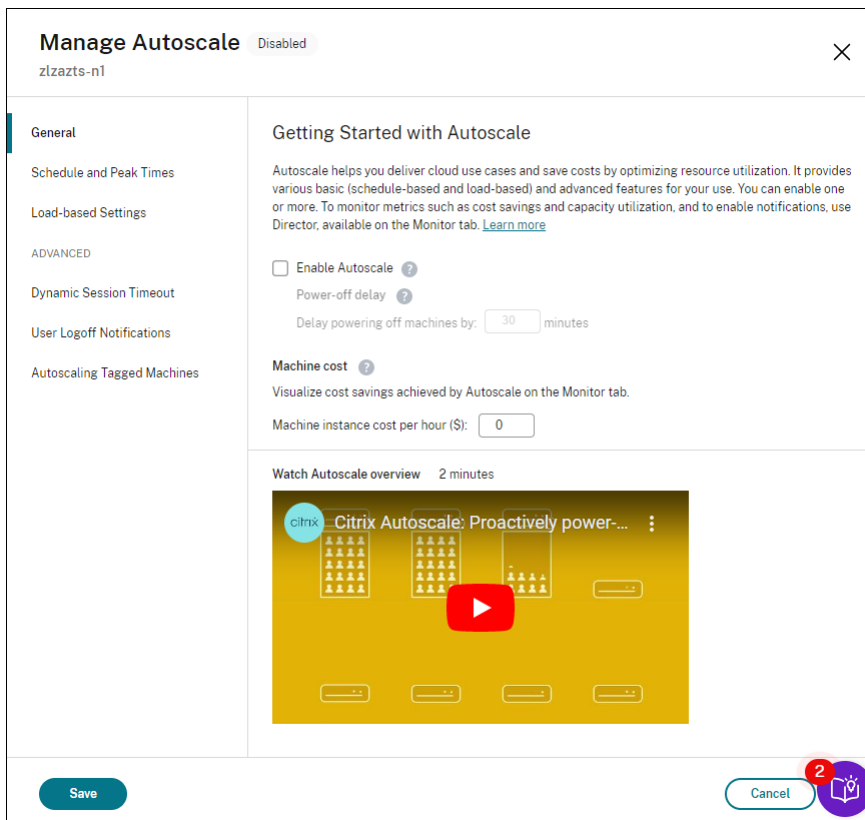 Manage Autoscale Disabled
zlzazts-n1
General
Schedule and Peak Times
Load-based Settings
ADVANCED
Dynamic Session Timeout
User Logoff Notifications
Autoscaling Tagged Machines
Getting Started with Autoscale
Autoscale helps you deliver cloud use cases and save costs by optimizing resource utilization. It provides
various basic (schedule-based and load-based) and advanced features for your use. You can enable one
or more. To monitor metrics such as cost savings and capacity utilization, and to enable notifications, use
Director, available on the Monitor tab. Learn more
Enable Autoscale ?
Power-off delay ?
Delay powering off machines by: 30 minutes
Machine cost ?
Visualize cost savings achieved by Autoscale on the Monitor tab.
Machine instance cost per hour ($): 0
Watch Autoscale overview 2 minutes
citrix Citrix Autoscale: Proactively power-...
Save
Cancel
2